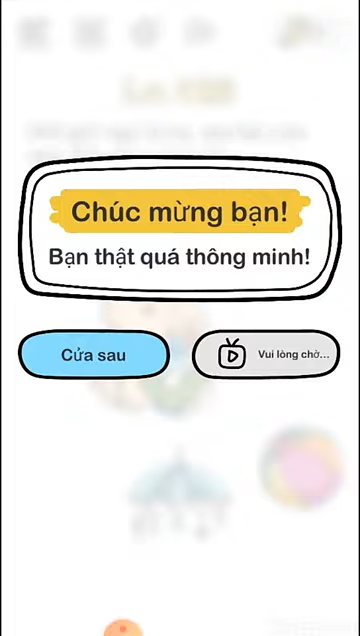 Chúc mừng bạn!
Bạn thật quá thông minh!
Cửa sau
Vui lòng chờ...